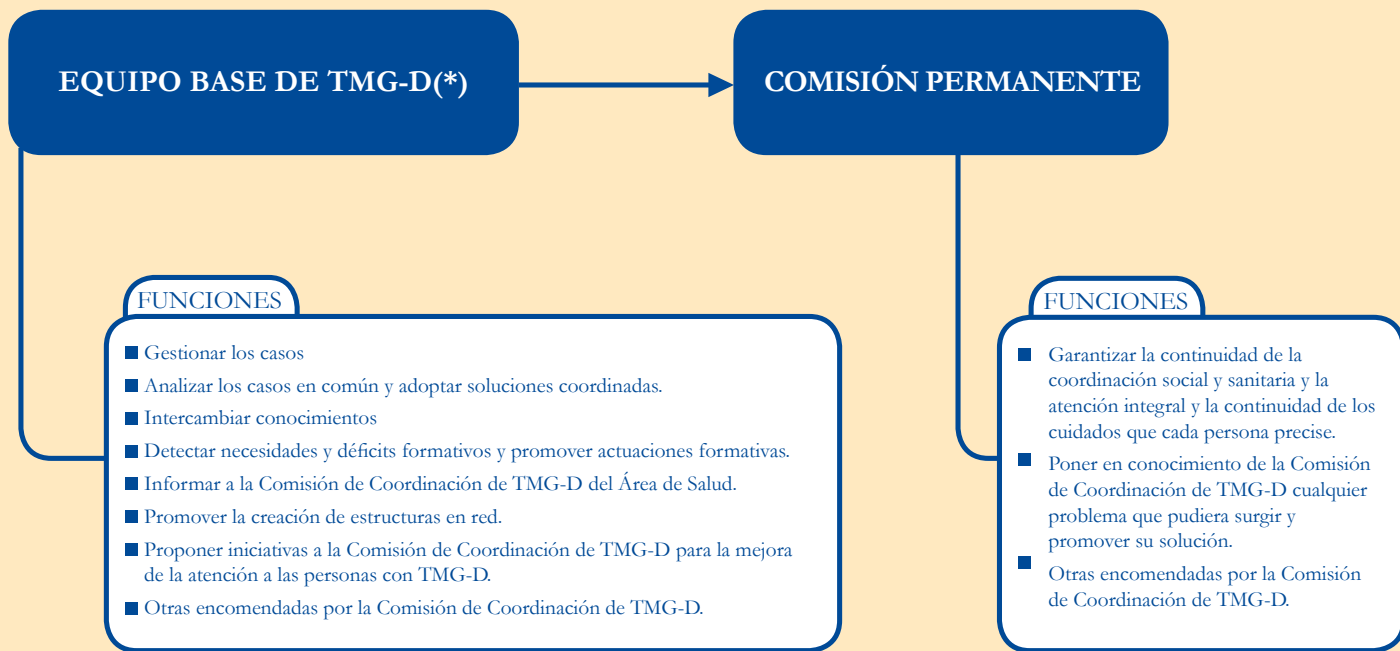 EQUIPO BASE DE TMG-D(*)
COMISIÓN PERMANENTE
FUNCIONES
■ Gestionar los casos
■ Analizar los casos en común y adoptar soluciones coordinadas.
■ Intercambiar conocimientos
■ Detectar necesidades y déficits formativos y promover actuaciones formativas.
■ Informar a la Comisión de Coordinación de TMG-D del Área de Salud.
■ Promover la creación de estructuras en red.
■ Proponer iniciativas a la Comisión de Coordinación de TMG-D para la mejora
de la atención a las personas con TMG-D.
■ Otras encomendadas por la Comisión de Coordinación de TMG-D.
FUNCIONES
■ Garantizar la continuidad de la
coordinación social y sanitaria y la
atención integral y la continuidad de los
cuidados que cada persona precise.
■ Poner en conocimiento de la Comisión
de Coordinación de TMG-D cualquier
problema que pudiera surgir y
promover su solución.
■ Otras encomendadas por la Comisión
de Coordinación de TMG-D.